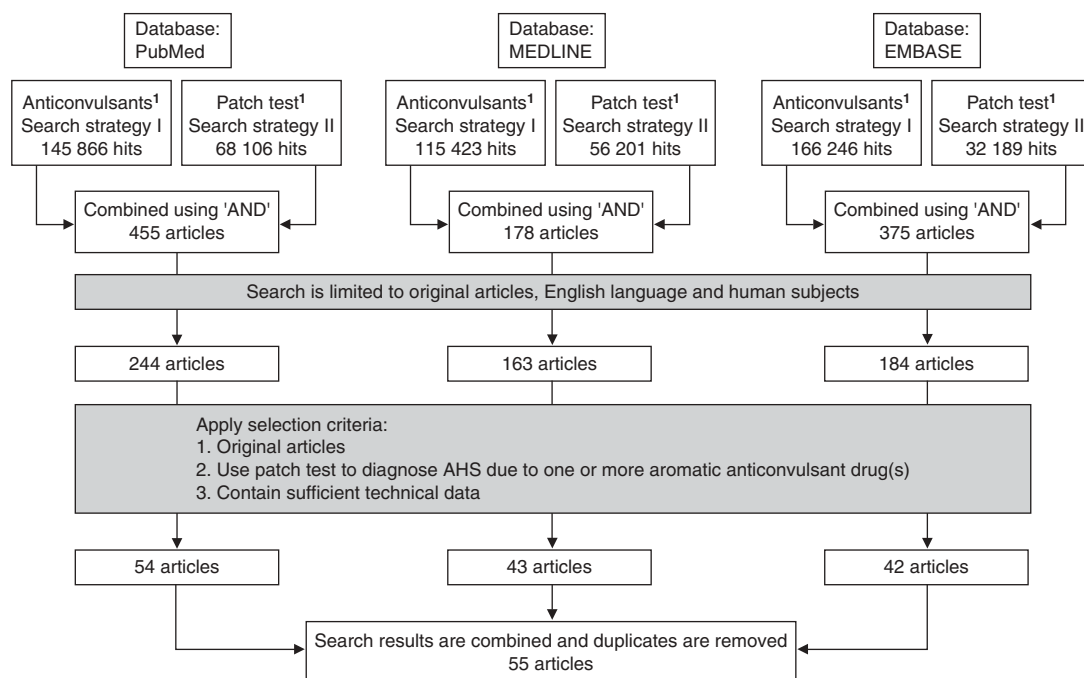 Database:
PubMed
Database:
MEDLINE
Database:
EMBASE
Anticonvulsants¹
Search strategy I
145 866 hits
Patch test¹
Search strategy II
68 106 hits
Anticonvulsants¹
Search strategy I
115 423 hits
Patch test¹
Search strategy II
56 201 hits
Anticonvulsants¹
Search strategy I
166 246 hits
Patch test¹
Search strategy II
32 189 hits
Combined using 'AND'
455 articles
Combined using 'AND'
178 articles
Combined using 'AND'
375 articles
Search is limited to original articles, English language and human subjects
244 articles
163 articles
184 articles
Apply selection criteria:
1. Original articles
2. Use patch test to diagnose AHS due to one or more aromatic anticonvulsant drug(s)
3. Contain sufficient technical data
54 articles
43 articles
42 articles
Search results are combined and duplicates are removed
55 articles